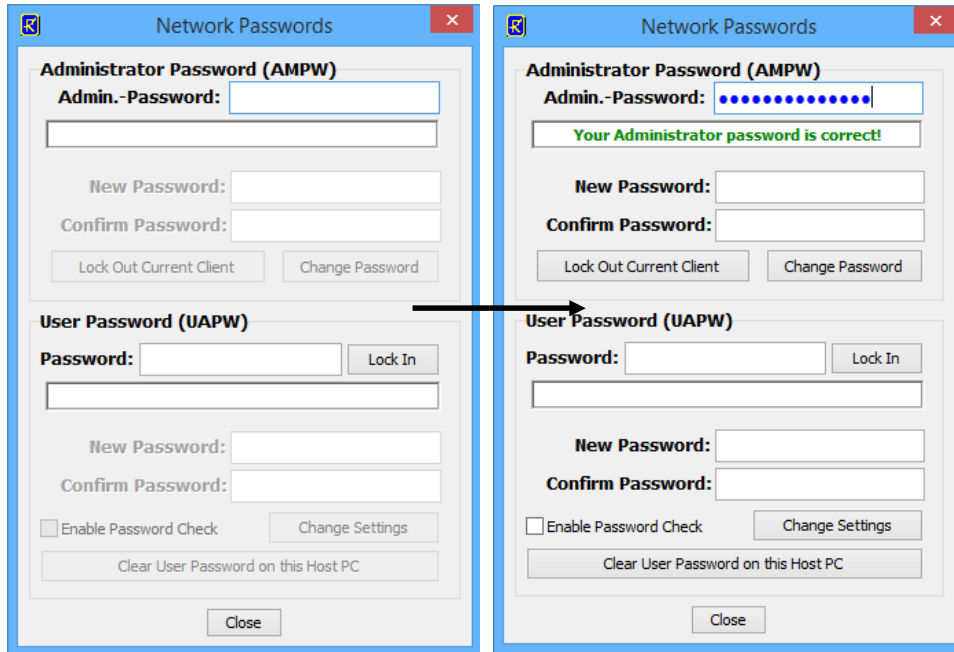 Network Passwords
Administrator Password (AMPW)
Admin.-Password:
New Password:
Confirm Password:
Lock Out Current Client Change Password
User Password (UAPW)
Password: Lock In
New Password:
Confirm Password:
Enable Password Check Change Settings
Clear User Password on this Host PC
Close
Network Passwords
Administrator Password (AMPW)
Admin.-Password: ●●●●●●●●●●●●●●
Your Administrator password is correct!
New Password:
Confirm Password:
Lock Out Current Client Change Password
User Password (UAPW)
Password: Lock In
New Password:
Confirm Password:
Enable Password Check Change Settings
Clear User Password on this Host PC
Close